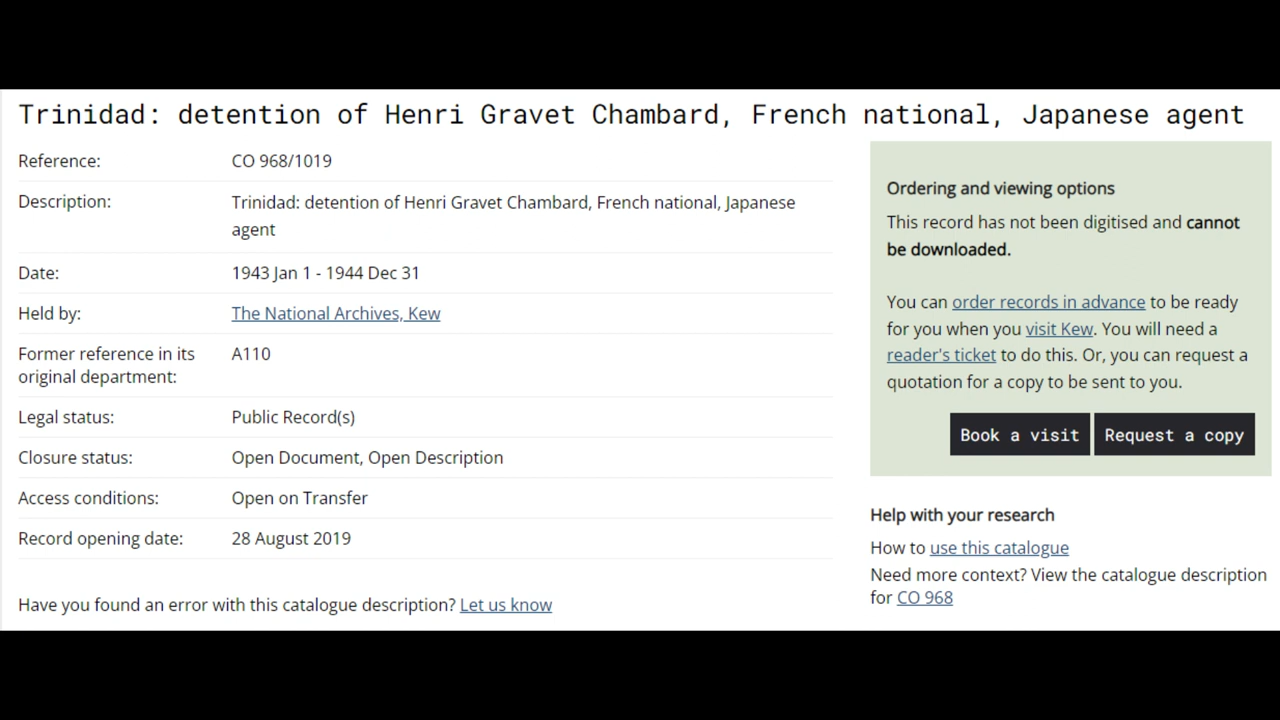 Trinidad: detention of Henri Gravet Chambard, French national, Japanese agent
Reference: CO 968/1019
Description: Trinidad: detention of Henri Gravet Chambard, French national, Japanese
agent
Date: 1943 Jan 1 - 1944 Dec 31
Held by: The National Archives, Kew
Former reference in its A110
original department:
Legal status: Public Record(s)
Closure status: Open Document, Open Description
Access conditions: Open on Transfer
Record opening date: 28 August 2019
Have you found an error with this catalogue description? Let us know
Ordering and viewing options
This record has not been digitised and cannot
be downloaded.
You can order records in advance to be ready
for you when you visit Kew. You will need a
reader's ticket to do this. Or, you can request a
quotation for a copy to be sent to you.
Book a visit Request a copy
Help with your research
How to use this catalogue
Need more context? View the catalogue description
for CO 968